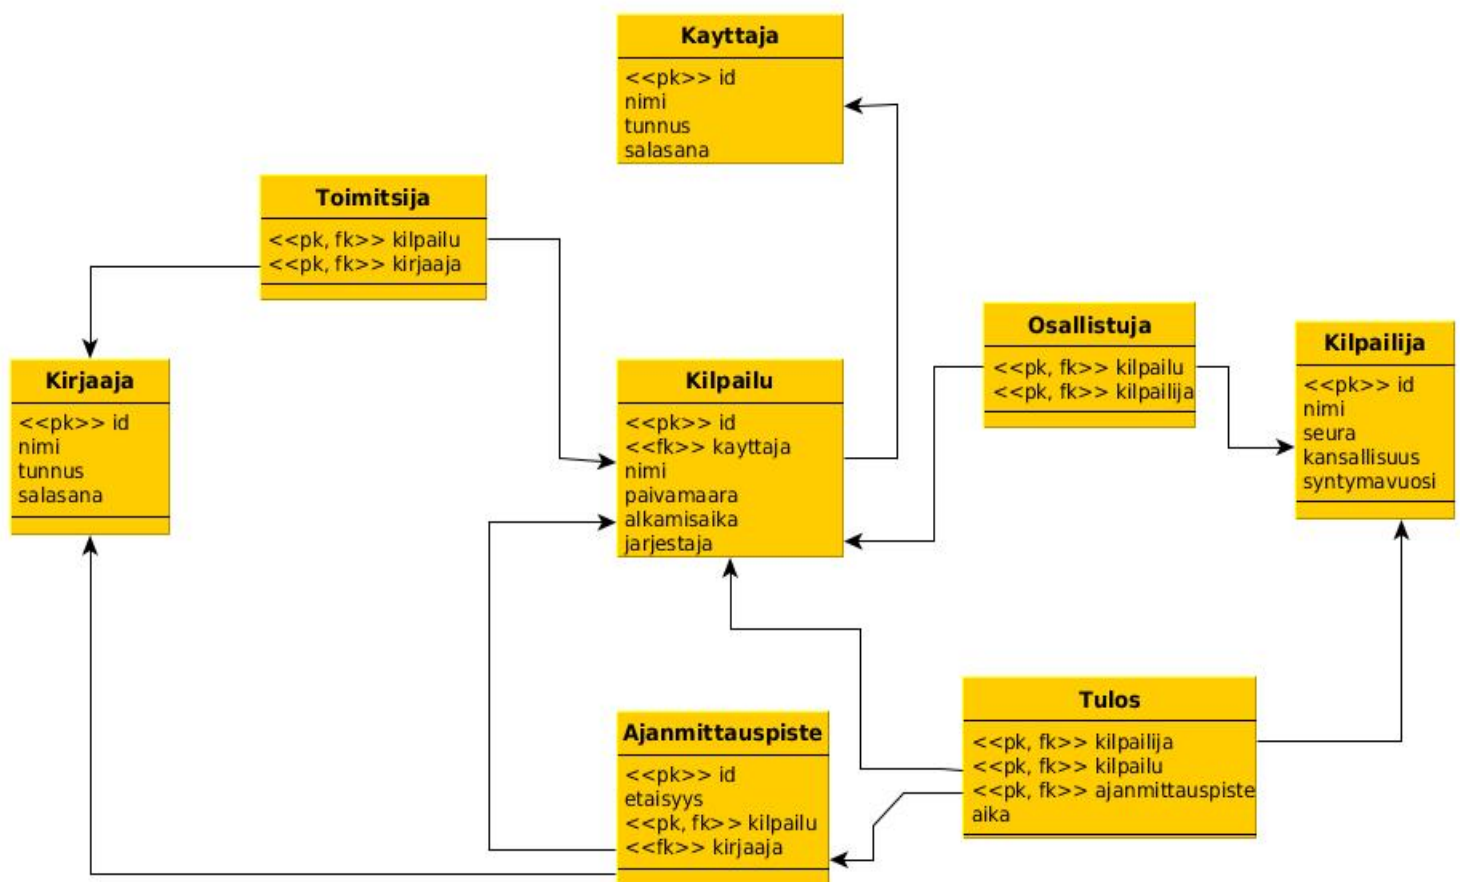 Kayttaja
<<pk>> id
nimi
tunnus
salasana
Toimitsija
<<pk, fk>> kilpailu
<<pk, fk>> kirjaaja
Kirjaaja
<<pk>> id
nimi
tunnus
salasana
Kilpailu
<<pk>> id
<<fk>> kayttaja
nimi
paivamaara
alkamisaika
jarjestaja
Osallistuja
<<pk, fk>> kilpailu
<<pk, fk>> kilpailija
Kilpailija
<<pk>> id
nimi
seura
kansallisuus
syntymavuosi
Ajanmittauspiste
<<pk>> id
etaisyys
<<pk, fk>> kilpailu
<<fk>> kirjaaja
Tulos
<<pk, fk>> kilpailija
<<pk, fk>> kilpailu
<<pk, fk>> ajanmittauspiste
aika